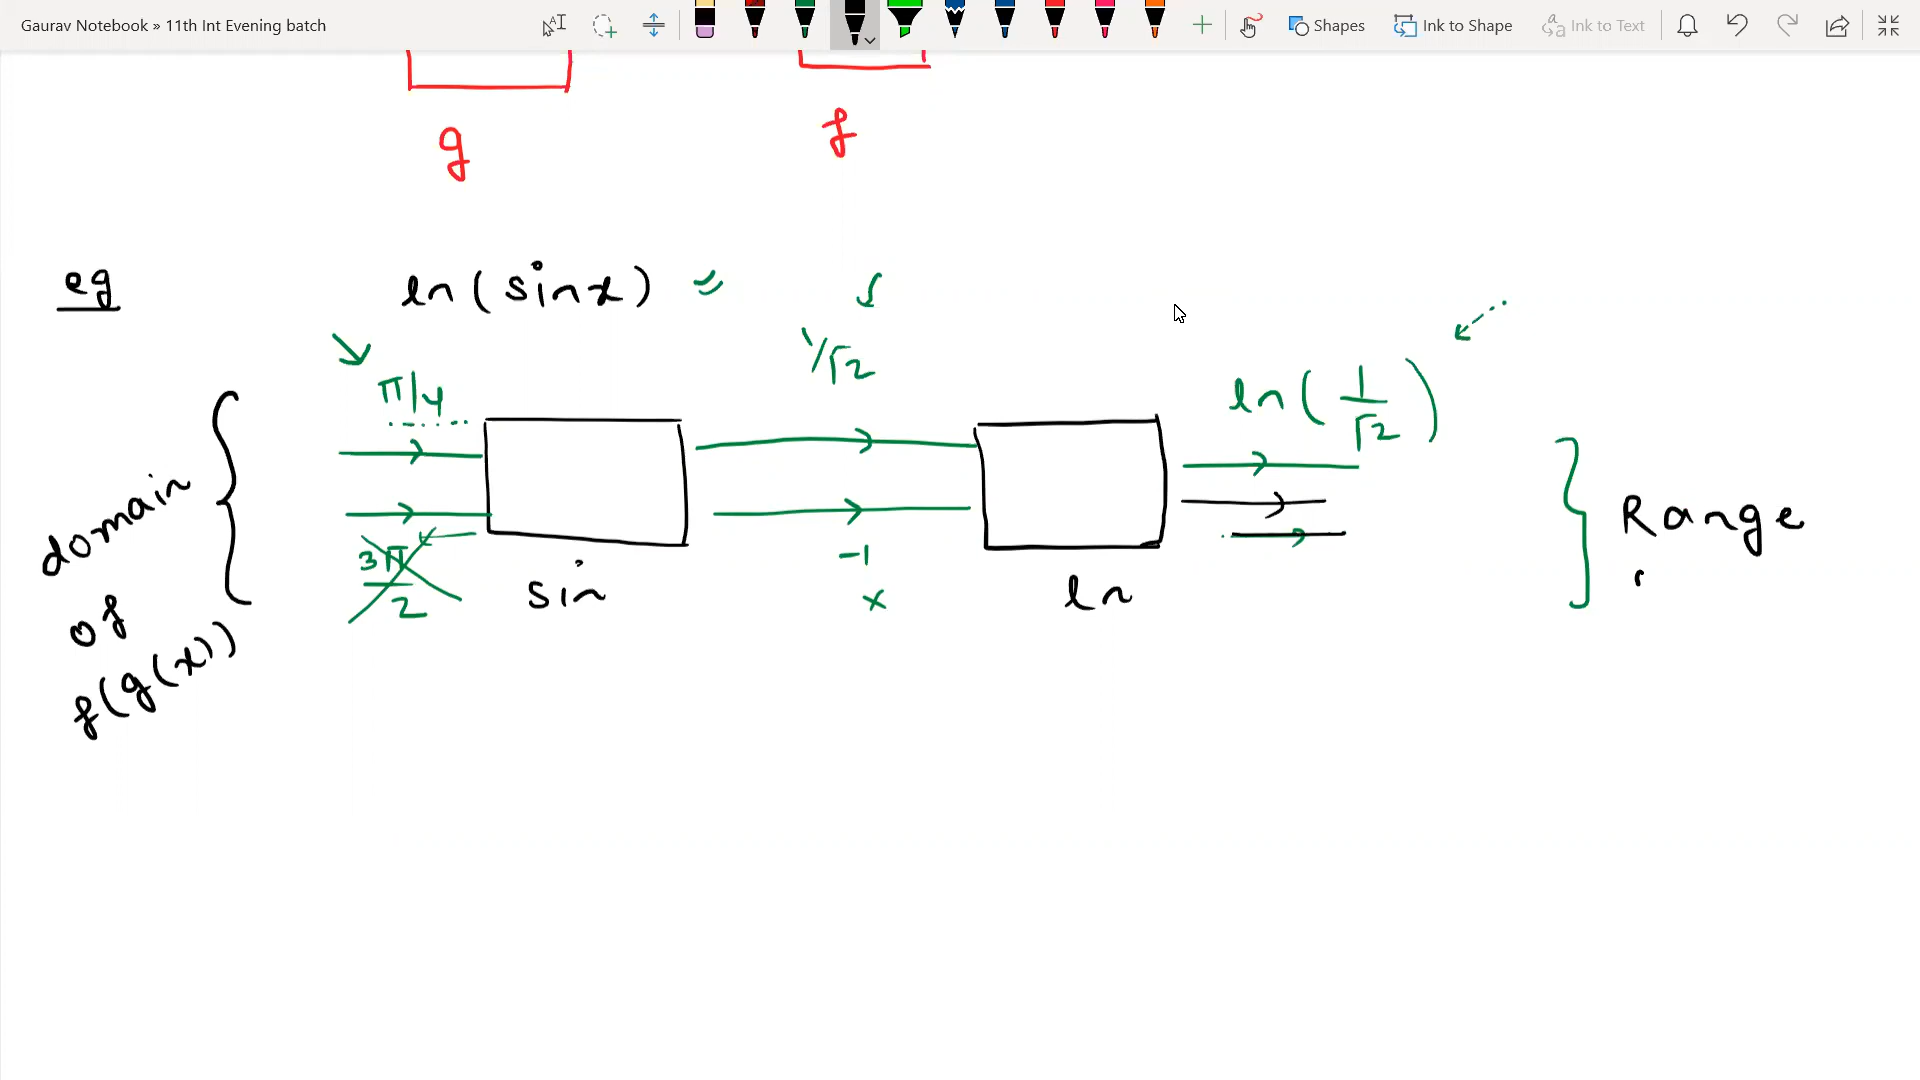 Gaurav Notebook » 11th Int Evening batch
Shapes
Ink to Shape
Ink to Text
g
f
eg
ln(sinx)
1/√2
π/4
ln(1/√2)
domain of f(g(x))
3π/2
sin
-1
x
ln
Range